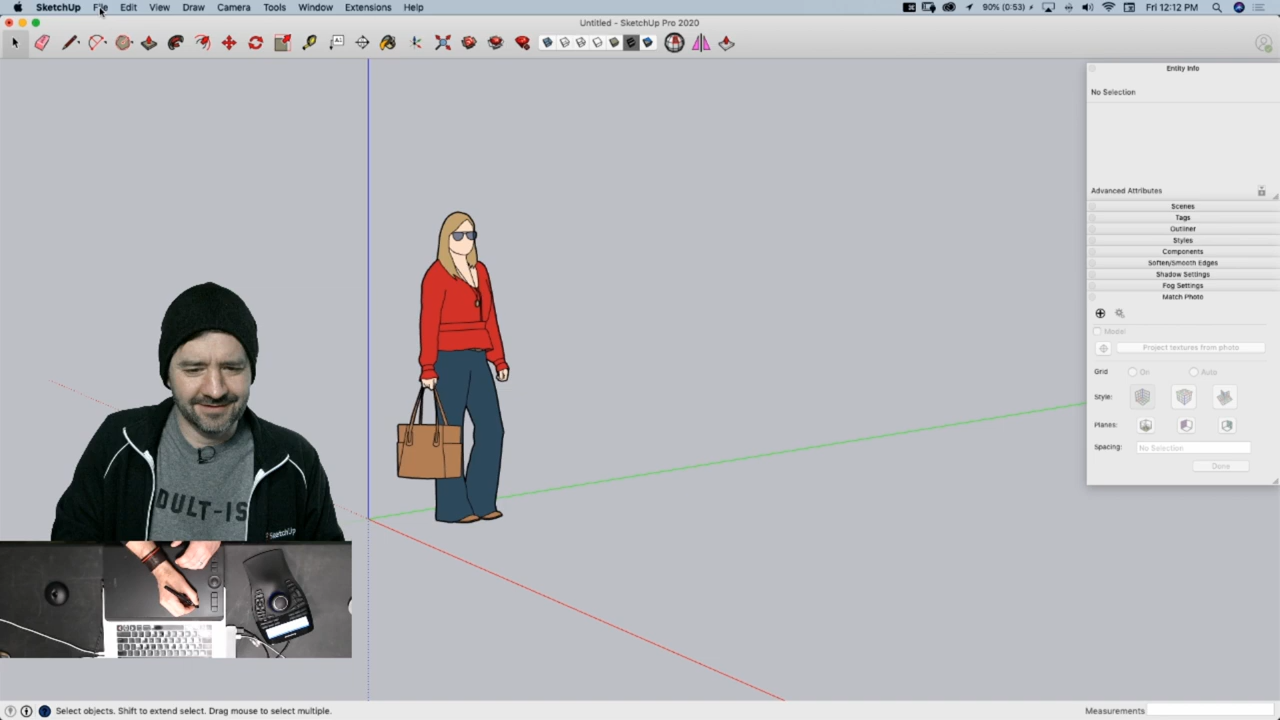 SketchUp File Edit View Draw Camera Tools Window Extensions Help 90% (0:53) Fri 12:12 PM
Untitled - SketchUp Pro 2020
Entity Info
No Selection
Advanced Attributes
Scenes
Tags
Outliner
Styles
Components
Soften/Smooth Edges
Shadow Settings
Fog Settings
Match Photo
Model
Project textures from photo
Grid On Auto
Style:
Planes:
Spacing: No Selection
Done
DULT-IS
SketchUp
Select objects. Shift to extend select. Drag mouse to select multiple. Measurements